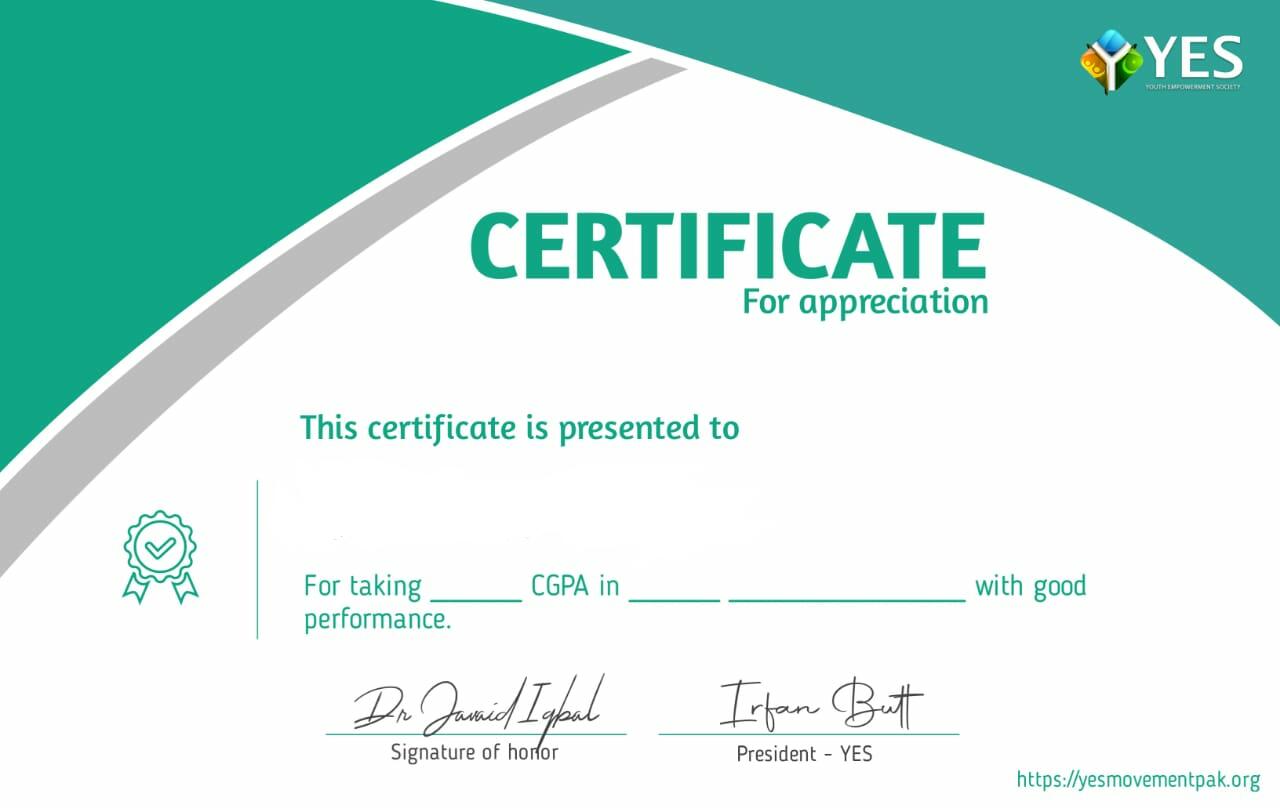 YES
YOUTH EMPOWERMENT SOCIETY
CERTIFICATE
For appreciation
This certificate is presented to
For taking ______ CGPA in ______ ________________ with good
performance.
Dr Javaid Iqbal
Irfan Butt
Signature of honor
President - YES
https://yesmovementpak.org